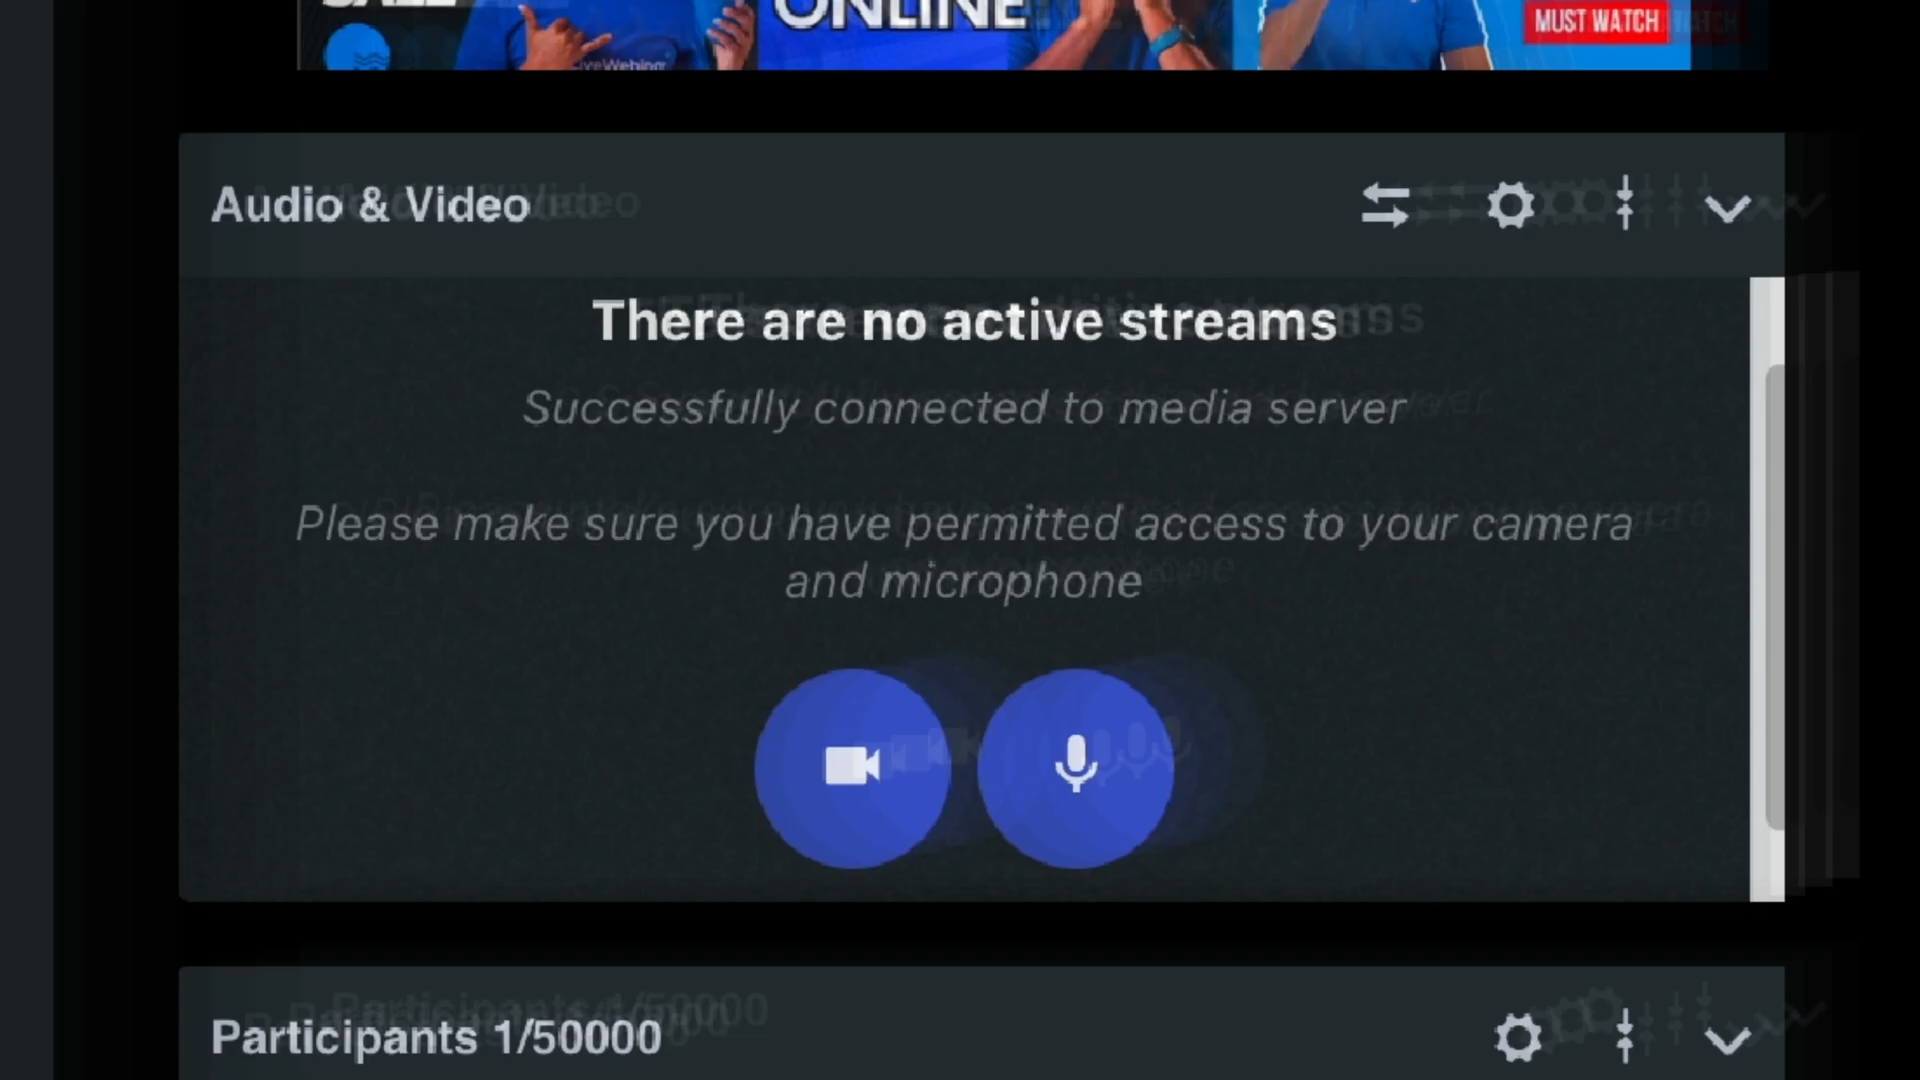 ONLINE
MUST WATCH
Audio & Video
There are no active streams
Successfully connected to media server
Please make sure you have permitted access to your camera
and microphone
Participants 1/50000